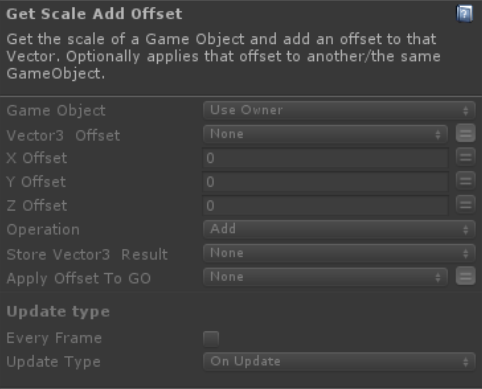 Get Scale Add Offset
Get the scale of a Game Object and add an offset to that
Vector. Optionally applies that offset to another/the same
GameObject.
Game Object Use Owner
Vector3 Offset None
X Offset 0
Y Offset 0
Z Offset 0
Operation Add
Store Vector3 Result None
Apply Offset To GO None
Update type
Every Frame
Update Type On Update